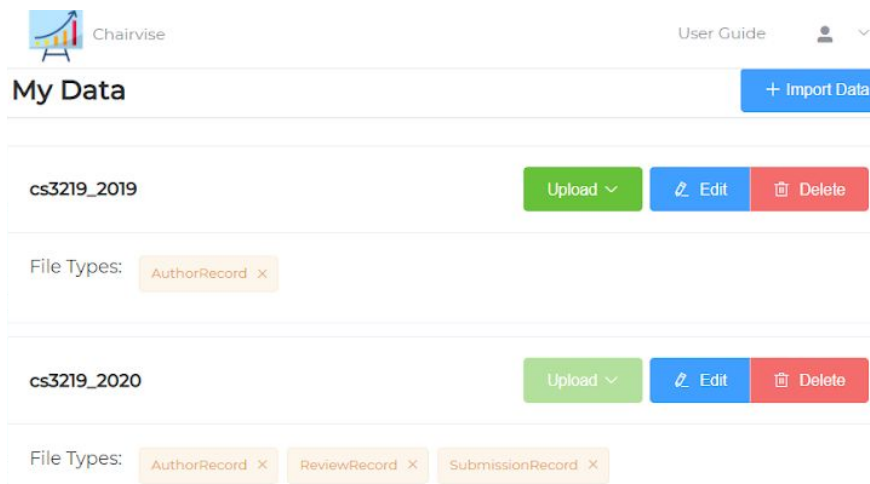 Chairvise User Guide
My Data + Import Data
cs3219_2019 Upload Edit Delete
File Types: AuthorRecord ×
cs3219_2020 Upload Edit Delete
File Types: AuthorRecord × ReviewRecord × SubmissionRecord ×